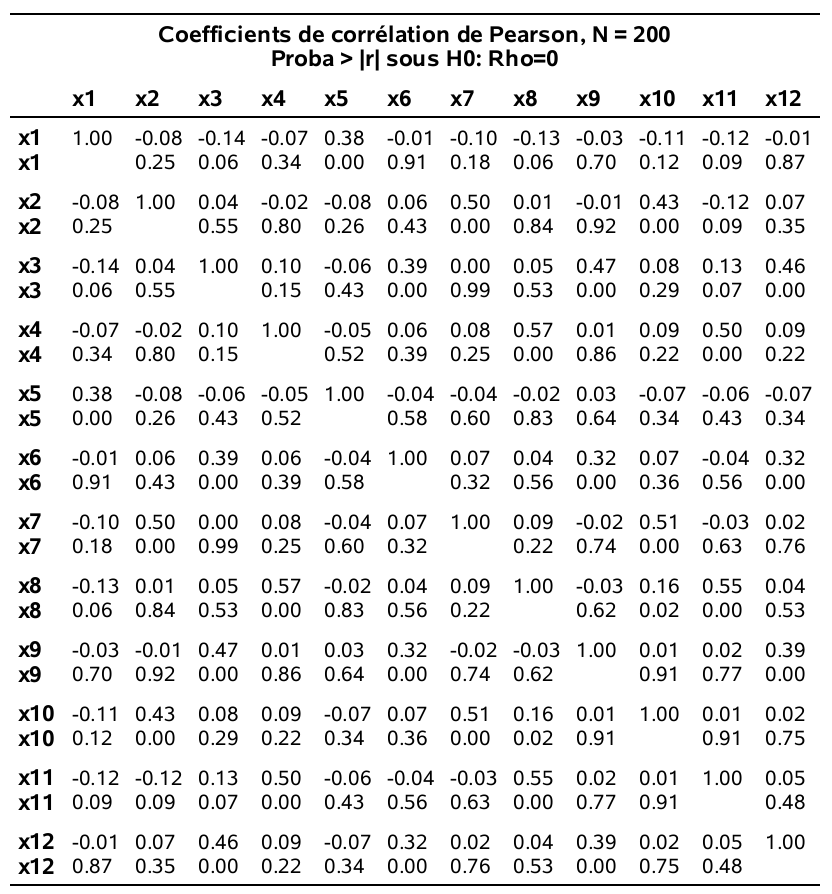 Coefficients de corrélation de Pearson, N = 200
Proba > |r| sous H0: Rho=0
x1 x2 x3 x4 x5 x6 x7 x8 x9 x10 x11 x12
x1 1.00 -0.08 -0.14 -0.07 0.38 -0.01 -0.10 -0.13 -0.03 -0.11 -0.12 -0.01
x1 0.25 0.06 0.34 0.00 0.91 0.18 0.06 0.70 0.12 0.09 0.87
x2 -0.08 1.00 0.04 -0.02 -0.08 0.06 0.50 0.01 -0.01 0.43 -0.12 0.07
x2 0.25 0.55 0.80 0.26 0.43 0.00 0.84 0.92 0.00 0.09 0.35
x3 -0.14 0.04 1.00 0.10 -0.06 0.39 0.00 0.05 0.47 0.08 0.13 0.46
x3 0.06 0.55 0.15 0.43 0.00 0.99 0.53 0.00 0.29 0.07 0.00
x4 -0.07 -0.02 0.10 1.00 -0.05 0.06 0.08 0.57 0.01 0.09 0.50 0.09
x4 0.34 0.80 0.15 0.52 0.39 0.25 0.00 0.86 0.22 0.00 0.22
x5 0.38 -0.08 -0.06 -0.05 1.00 -0.04 -0.04 -0.02 0.03 -0.07 -0.06 -0.07
x5 0.00 0.26 0.43 0.52 0.58 0.60 0.83 0.64 0.34 0.43 0.34
x6 -0.01 0.06 0.39 0.06 -0.04 1.00 0.07 0.04 0.32 0.07 -0.04 0.32
x6 0.91 0.43 0.00 0.39 0.58 0.32 0.56 0.00 0.36 0.56 0.00
x7 -0.10 0.50 0.00 0.08 -0.04 0.07 1.00 0.09 -0.02 0.51 -0.03 0.02
x7 0.18 0.00 0.99 0.25 0.60 0.32 0.22 0.74 0.00 0.63 0.76
x8 -0.13 0.01 0.05 0.57 -0.02 0.04 0.09 1.00 -0.03 0.16 0.55 0.04
x8 0.06 0.84 0.53 0.00 0.83 0.56 0.22 0.62 0.02 0.00 0.53
x9 -0.03 -0.01 0.47 0.01 0.03 0.32 -0.02 -0.03 1.00 0.01 0.02 0.39
x9 0.70 0.92 0.00 0.86 0.64 0.00 0.74 0.62 0.91 0.77 0.00
x10 -0.11 0.43 0.08 0.09 -0.07 0.07 0.51 0.16 0.01 1.00 0.01 0.02
x10 0.12 0.00 0.29 0.22 0.34 0.36 0.00 0.02 0.91 0.91 0.75
x11 -0.12 -0.12 0.13 0.50 -0.06 -0.04 -0.03 0.55 0.02 0.01 1.00 0.05
x11 0.09 0.09 0.07 0.00 0.43 0.56 0.63 0.00 0.77 0.91 0.48
x12 -0.01 0.07 0.46 0.09 -0.07 0.32 0.02 0.04 0.39 0.02 0.05 1.00
x12 0.87 0.35 0.00 0.22 0.34 0.00 0.76 0.53 0.00 0.75 0.48